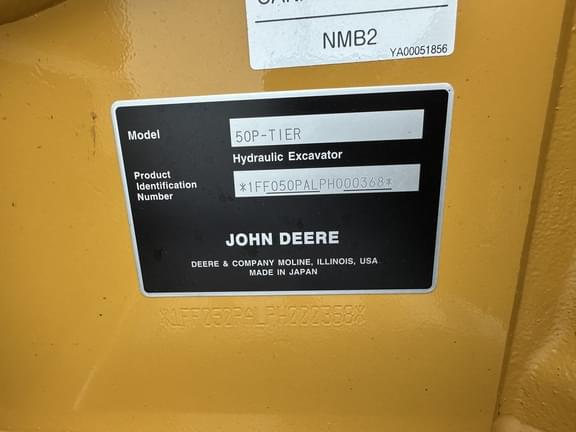 NMB2
YA00051856
Model
50P-TIER
Hydraulic Excavator
Product
Identification
Number
*1FF050PALPH000368*
JOHN DEERE
DEERE & COMPANY MOLINE, ILLINOIS, USA
MADE IN JAPAN
*1FF050PALPH000368*